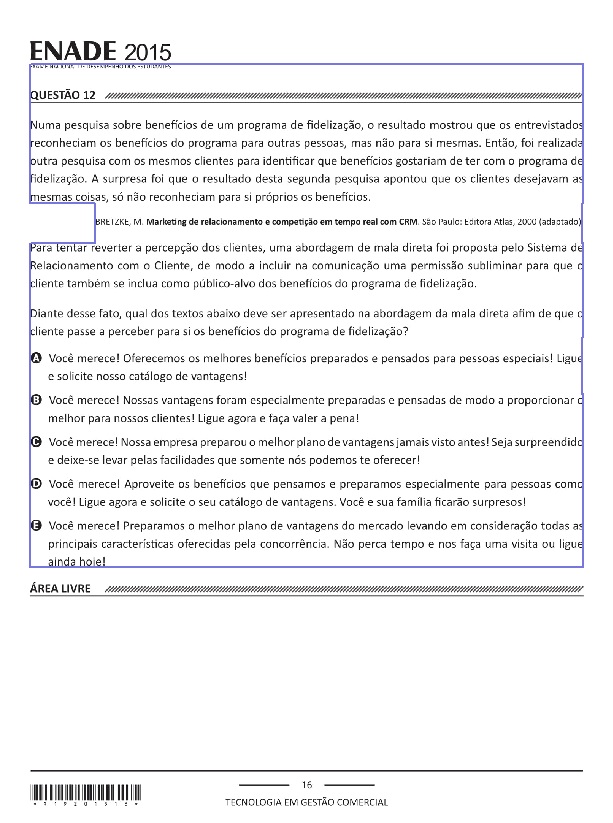 ENADE 2015
EXAME NACIONAL DE DESEMPENHO DOS ESTUDANTES
QUESTÃO 12
Numa pesquisa sobre benefícios de um programa de fidelização, o resultado mostrou que os entrevistados
reconheciam os benefícios do programa para outras pessoas, mas não para si mesmas. Então, foi realizada
outra pesquisa com os mesmos clientes para identificar que benefícios gostariam de ter com o programa de
fidelização. A surpresa foi que o resultado desta segunda pesquisa apontou que os clientes desejavam as
mesmas coisas, só não reconheciam para si próprios os benefícios.
BRETZKE, M. Marketing de relacionamento e competição em tempo real com CRM. São Paulo: Editora Atlas, 2000 (adaptado)
Para tentar reverter a percepção dos clientes, uma abordagem de mala direta foi proposta pelo Sistema de
Relacionamento com o Cliente, de modo a incluir na comunicação uma permissão subliminar para que o
cliente também se inclua como público-alvo dos benefícios do programa de fidelização.
Diante desse fato, qual dos textos abaixo deve ser apresentado na abordagem da mala direta afim de que o
cliente passe a perceber para si os benefícios do programa de fidelização?
A Você merece! Oferecemos os melhores benefícios preparados e pensados para pessoas especiais! Ligue
e solicite nosso catálogo de vantagens!
B Você merece! Nossas vantagens foram especialmente preparadas e pensadas de modo a proporcionar o
melhor para nossos clientes! Ligue agora e faça valer a pena!
C Você merece! Nossa empresa preparou o melhor plano de vantagens jamais visto antes! Seja surpreendido
e deixe-se levar pelas facilidades que somente nós podemos te oferecer!
D Você merece! Aproveite os benefícios que pensamos e preparamos especialmente para pessoas como
você! Ligue agora e solicite o seu catálogo de vantagens. Você e sua família ficarão surpresos!
E Você merece! Preparamos o melhor plano de vantagens do mercado levando em consideração todas as
principais características oferecidas pela concorrência. Não perca tempo e nos faça uma visita ou ligue
ainda hoje!
ÁREA LIVRE
16
TECNOLOGIA EM GESTÃO COMERCIAL